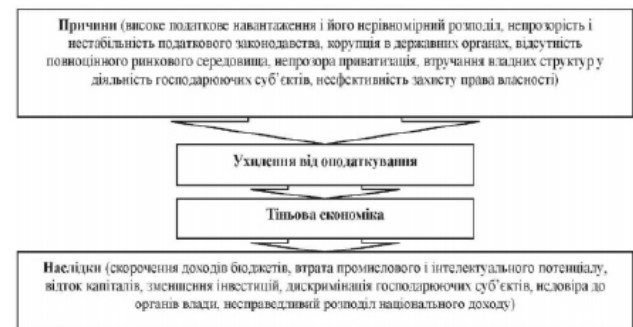 Причини (високе податкове навантаження і його нерівномірний розподіл, непрозорість і
нестабільність податкового законодавства, корупція в державних органах, відсутність
повноцінного ринкового середовища, непрозора приватизація, втручання владних структур у
діяльність господарюючих суб’єктів, неефективність захисту права власності)
Ухилення від оподаткування
Тіньова економіка
Наслідки (скорочення доходів бюджетів, втрата промислового і інтелектуального потенціалу,
відток капіталів, зменшення інвестицій, дискримінація господарюючих суб’єктів, недовіра до
органів влади, несправедливий розподіл національного доходу)